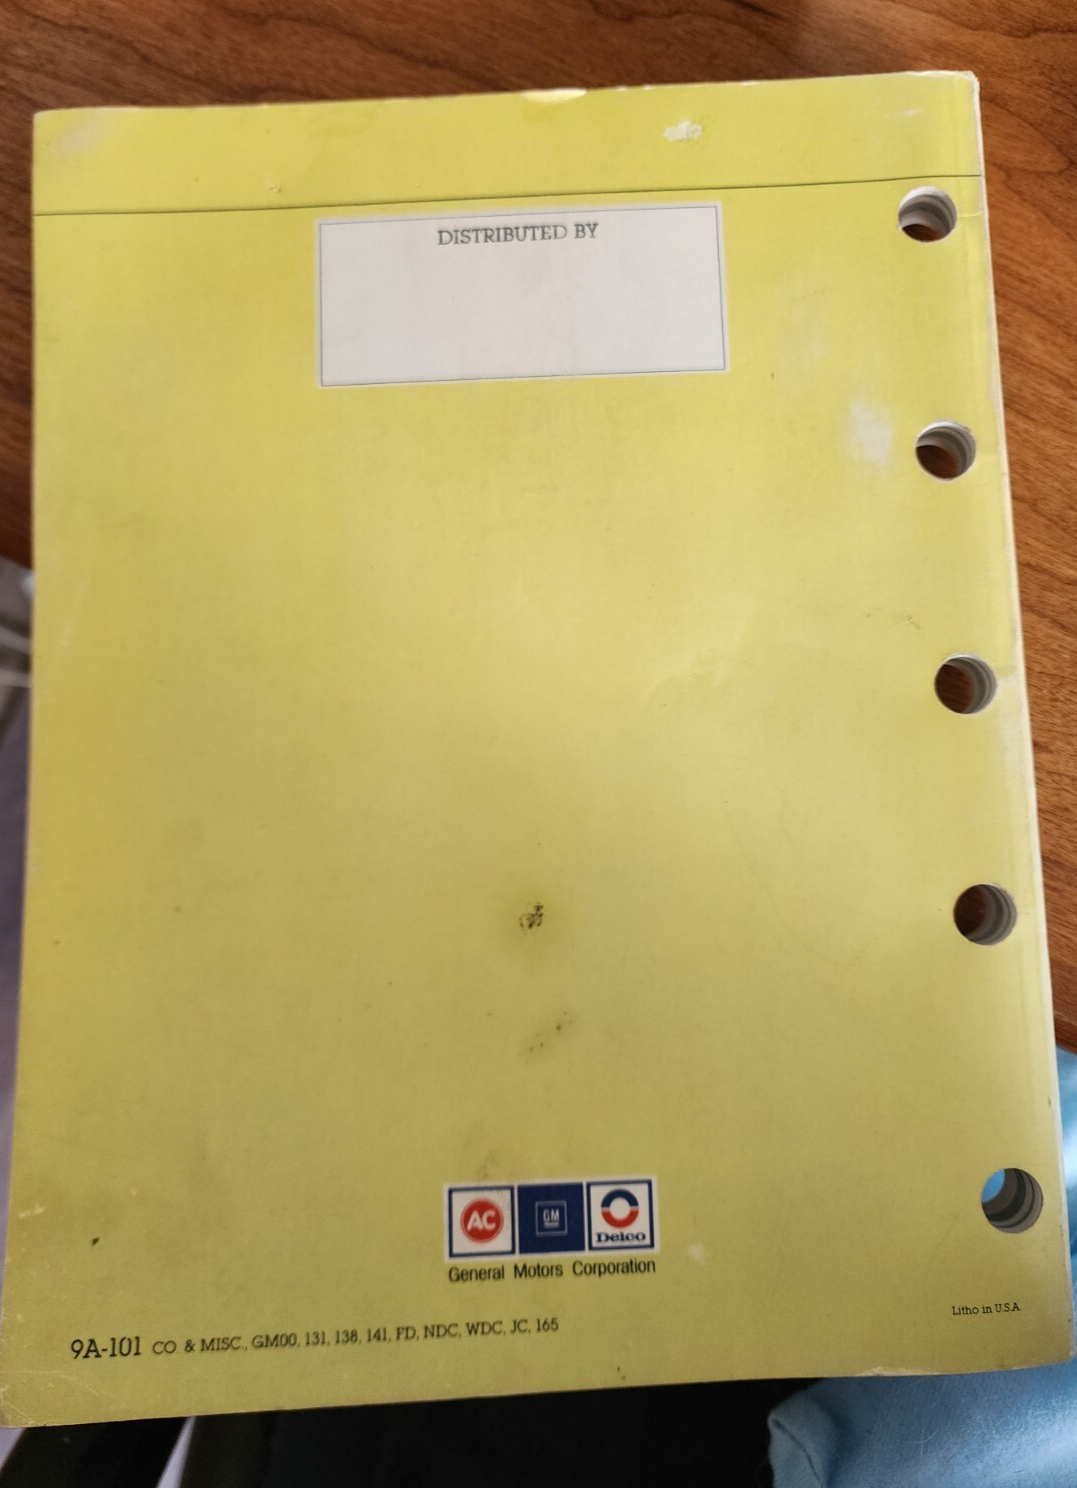 DISTRIBUTED BY
AC
GM
Delco
General Motors Corporation
Litho in U.S.A
9A-101 CO & MISC., GM00, 131, 138, 141, FD, NDC, WDC, JC, 165